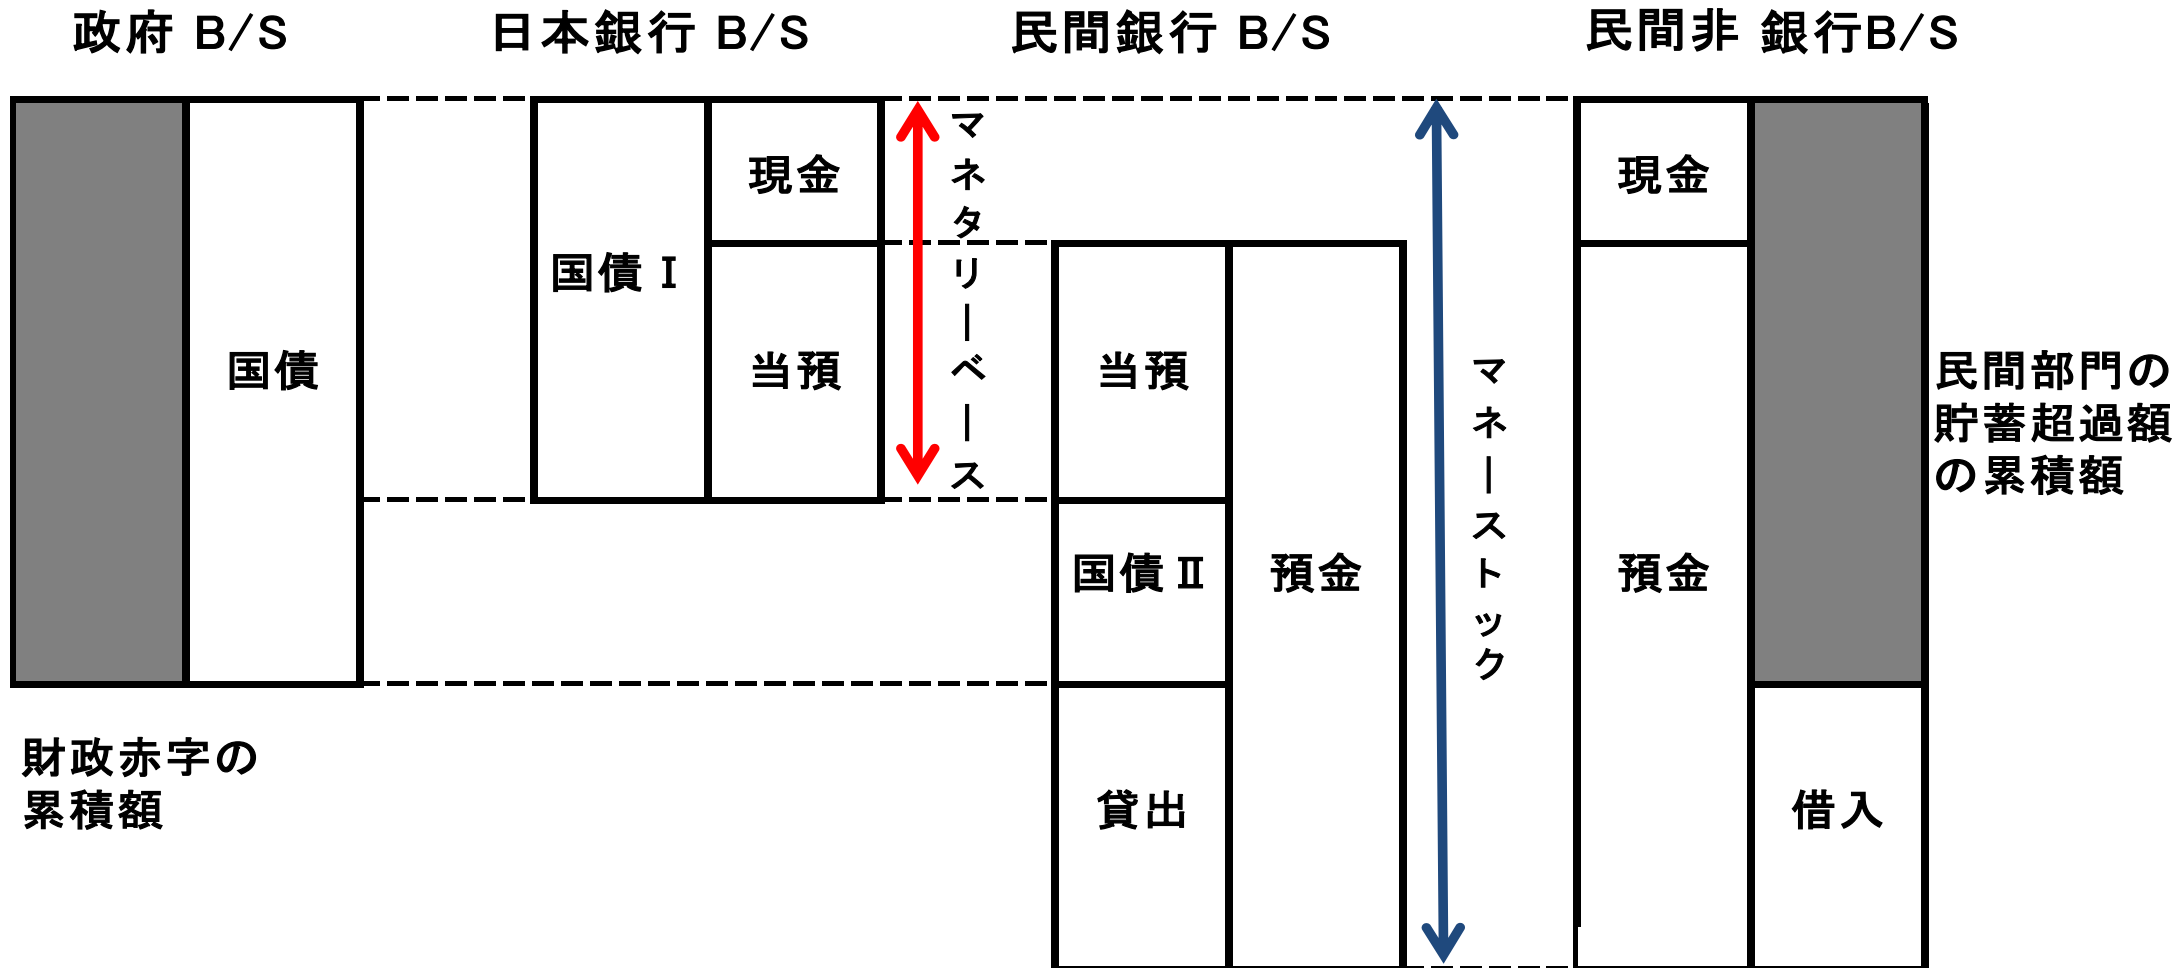 政府 B/S
日本銀行 B/S
民間銀行 B/S
民間非 銀行B/S
国債
財政赤字の
累積額
国債Ⅰ
現金
当預
マネタリーベース
当預
国債Ⅱ
貸出
預金
マネーストック
現金
預金
借入
民間部門の
貯蓄超過額
の累積額